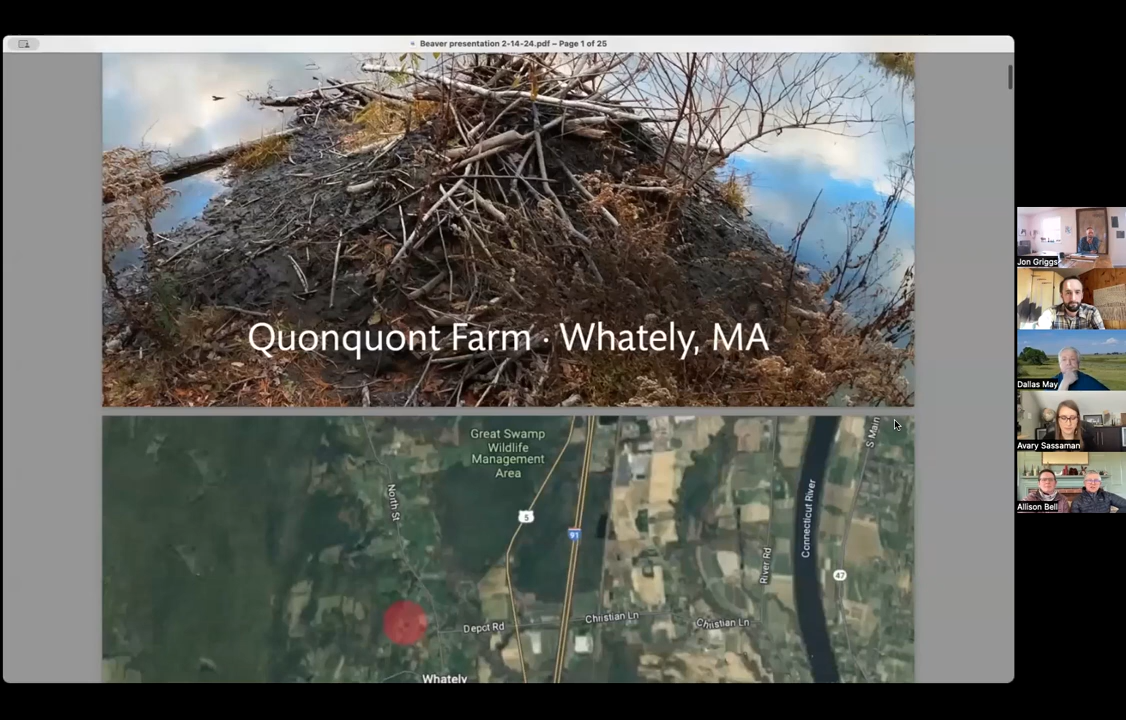 Beaver presentation 2-14-24.pdf – Page 1 of 25
Quonquont Farm · Whately, MA
Great Swamp
Wildlife
Management
Area
North St
5
91
Connecticut River
S Main
River Rd
47
Christian Ln
Christian Ln
Depot Rd
Whately
Jon Griggs
Dallas May
Avary Sassaman
Allison Bell